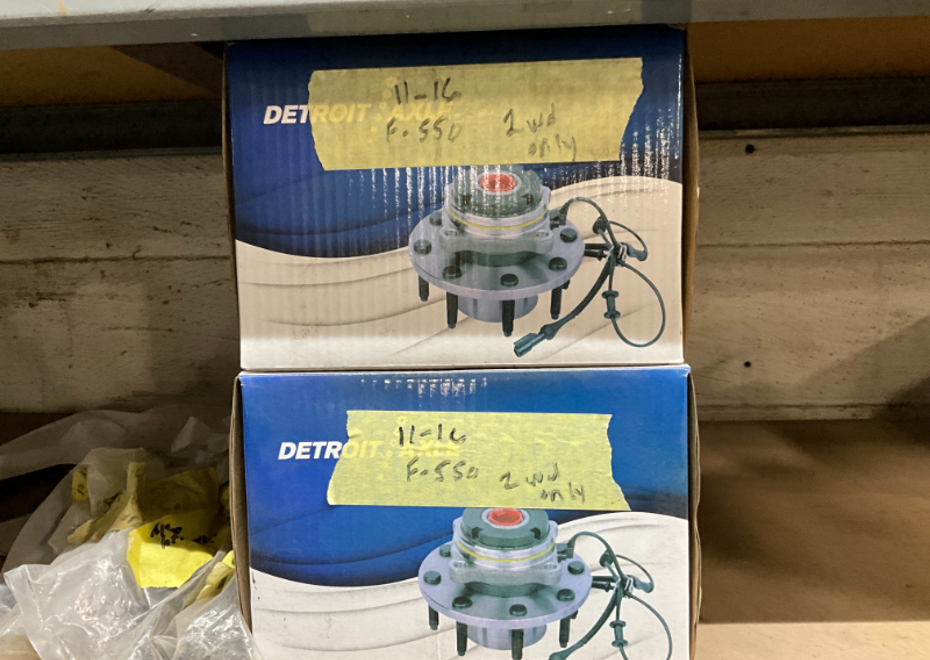 DETROIT AXLE
11-16
F-550 2wd
only
DETROIT AXLE
11-16
F-550 2wd
only